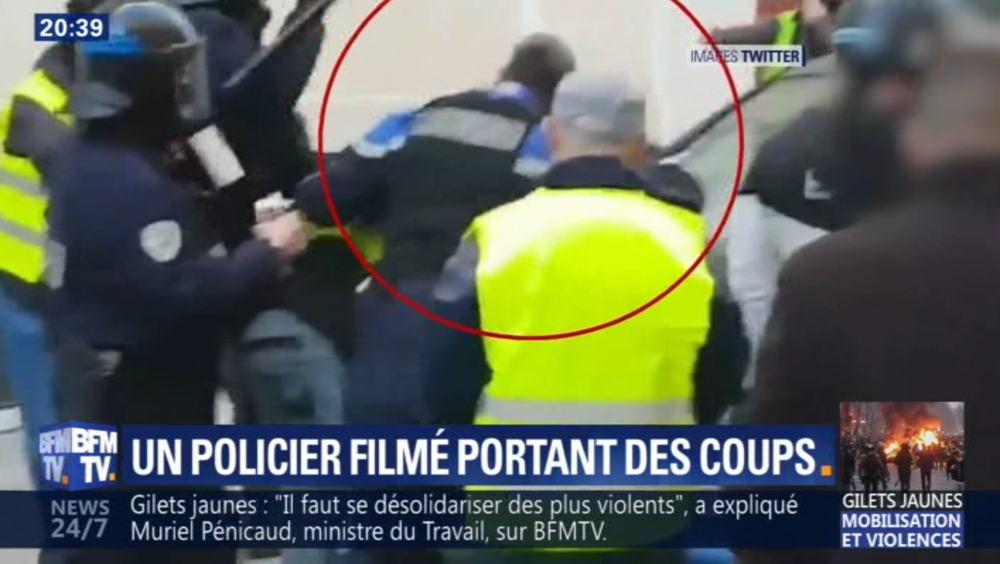 20:39
IMAGES TWITTER
BFM BFM
TV. TV.
UN POLICIER FILMÉ PORTANT DES COUPS.
NEWS
24/7
Gilets jaunes : "Il faut se désolidariser des plus violents", a expliqué
Muriel Pénicaud, ministre du Travail, sur BFMTV.
GILETS JAUNES
MOBILISATION
ET VIOLENCES